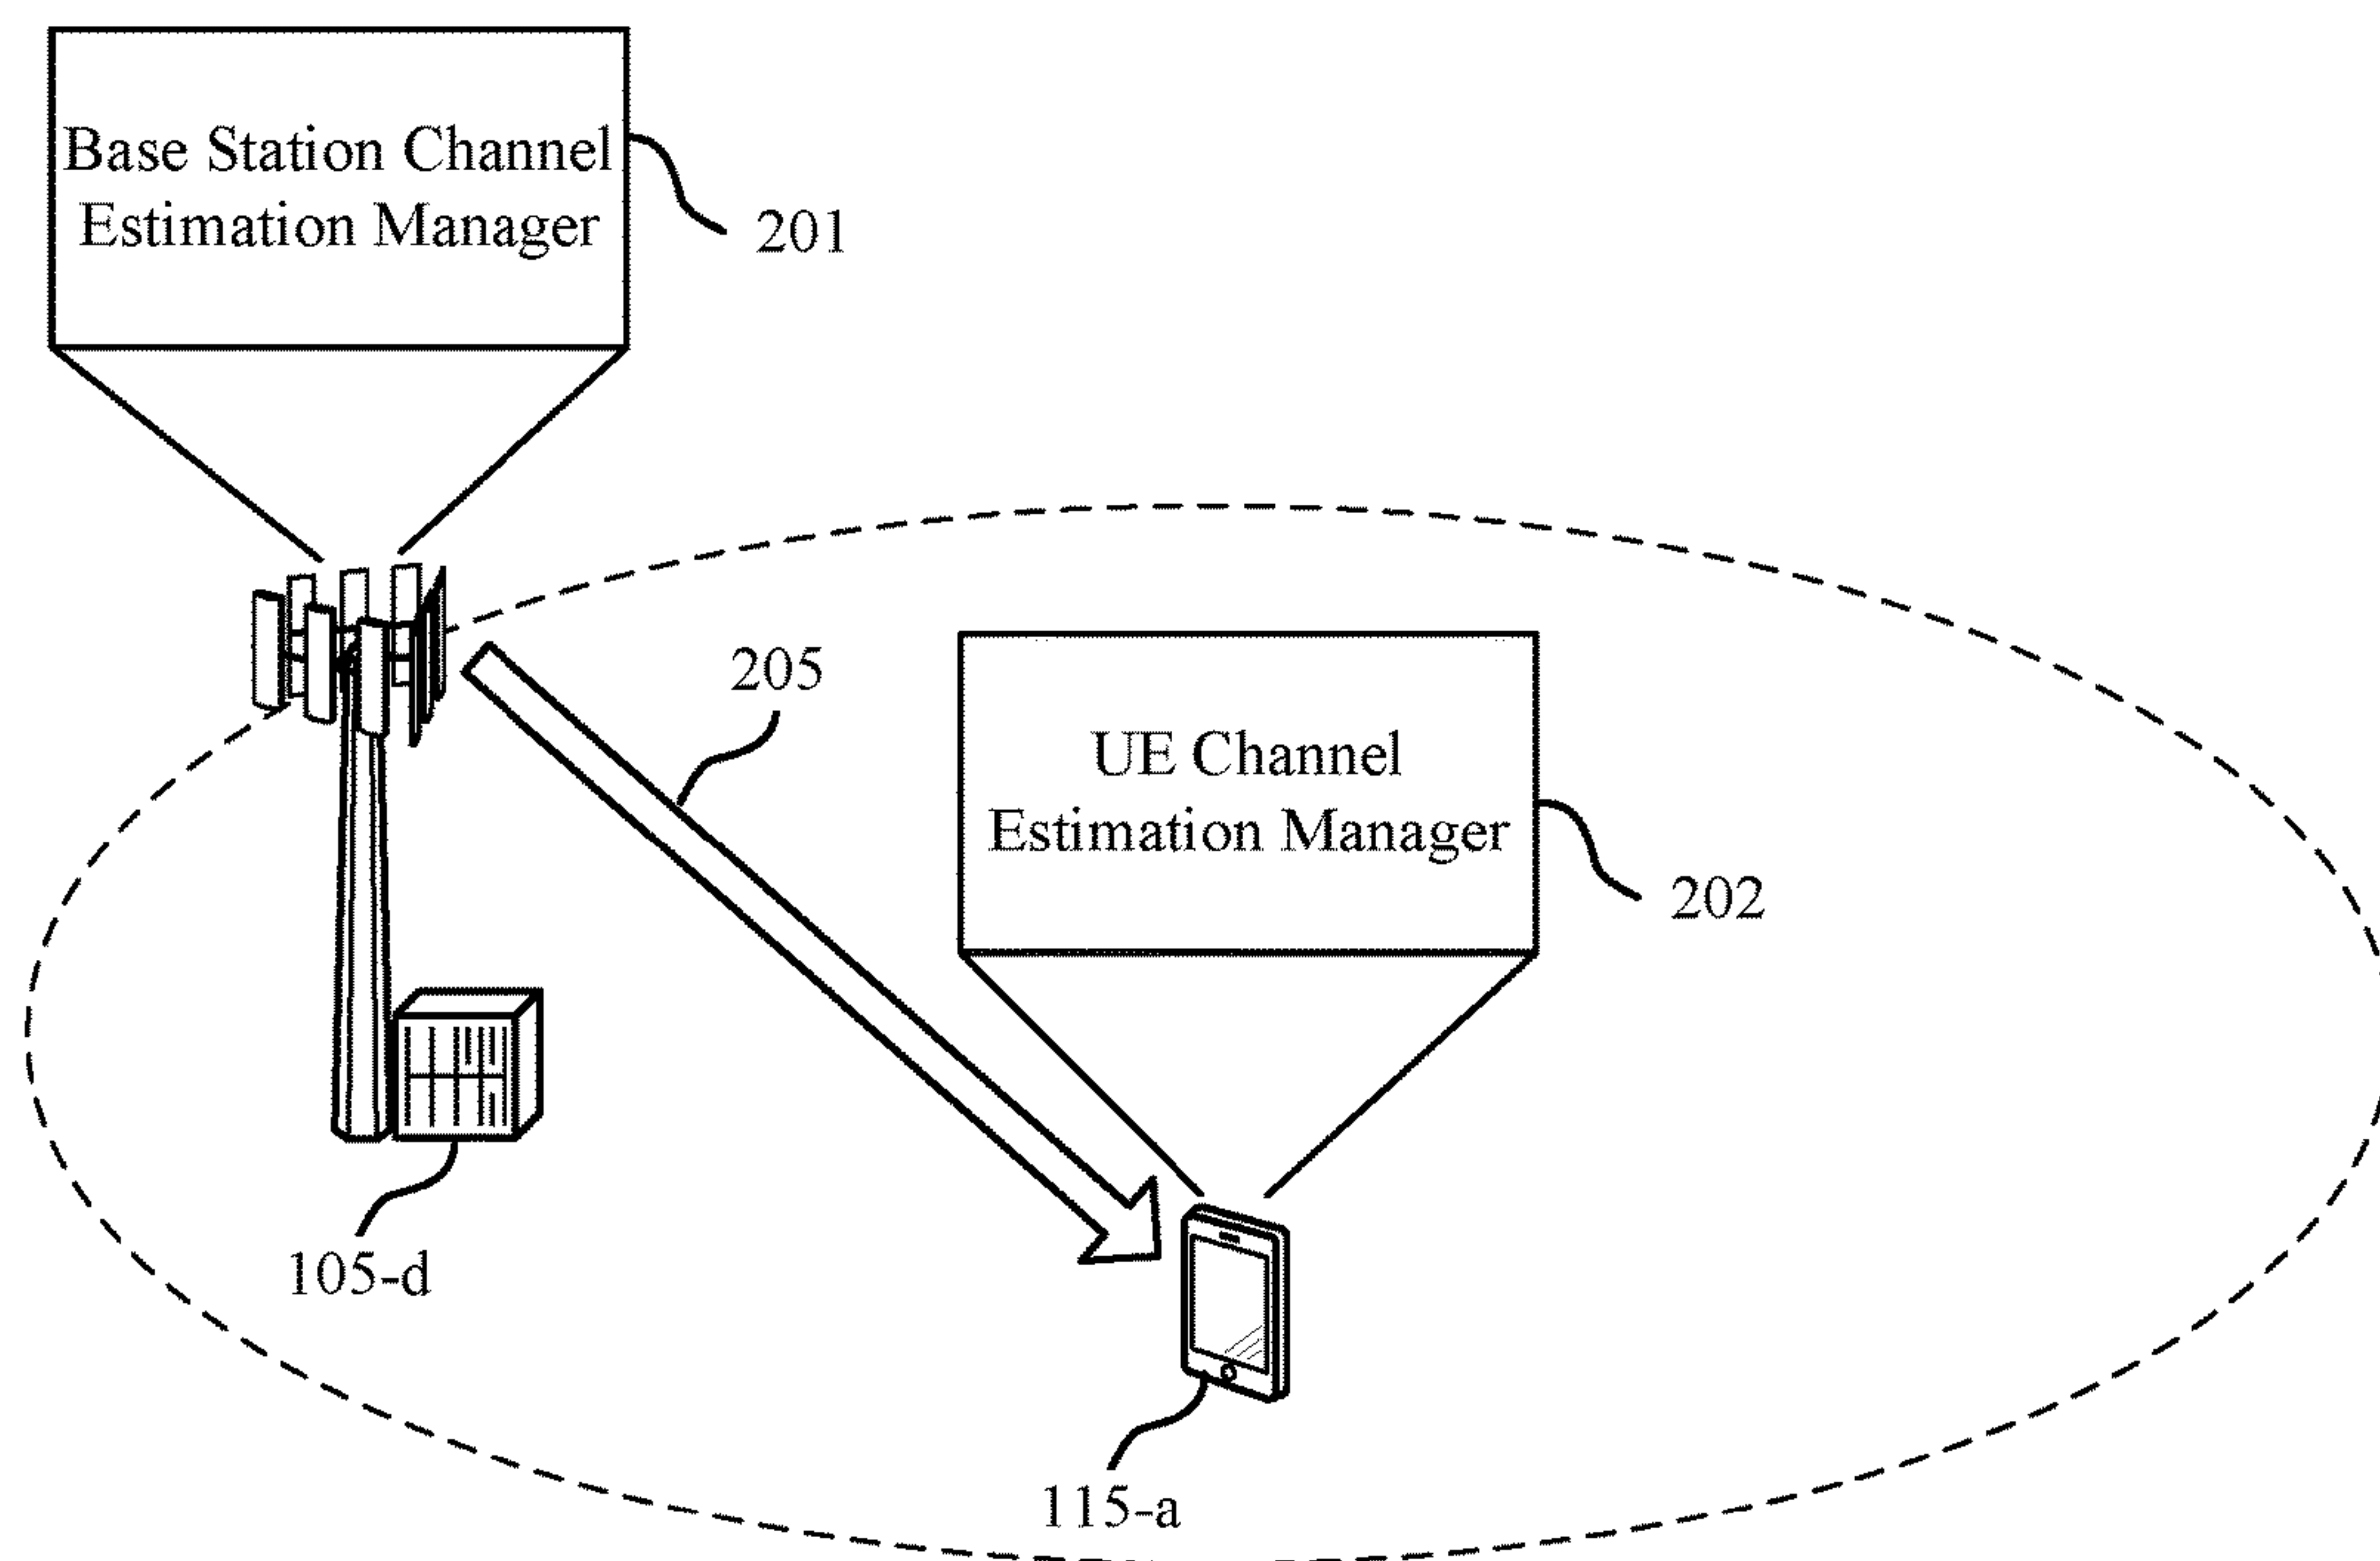 Base Station Channel
Estimation Manager
201
205
UE Channel
Estimation Manager
202
105-d
115-a